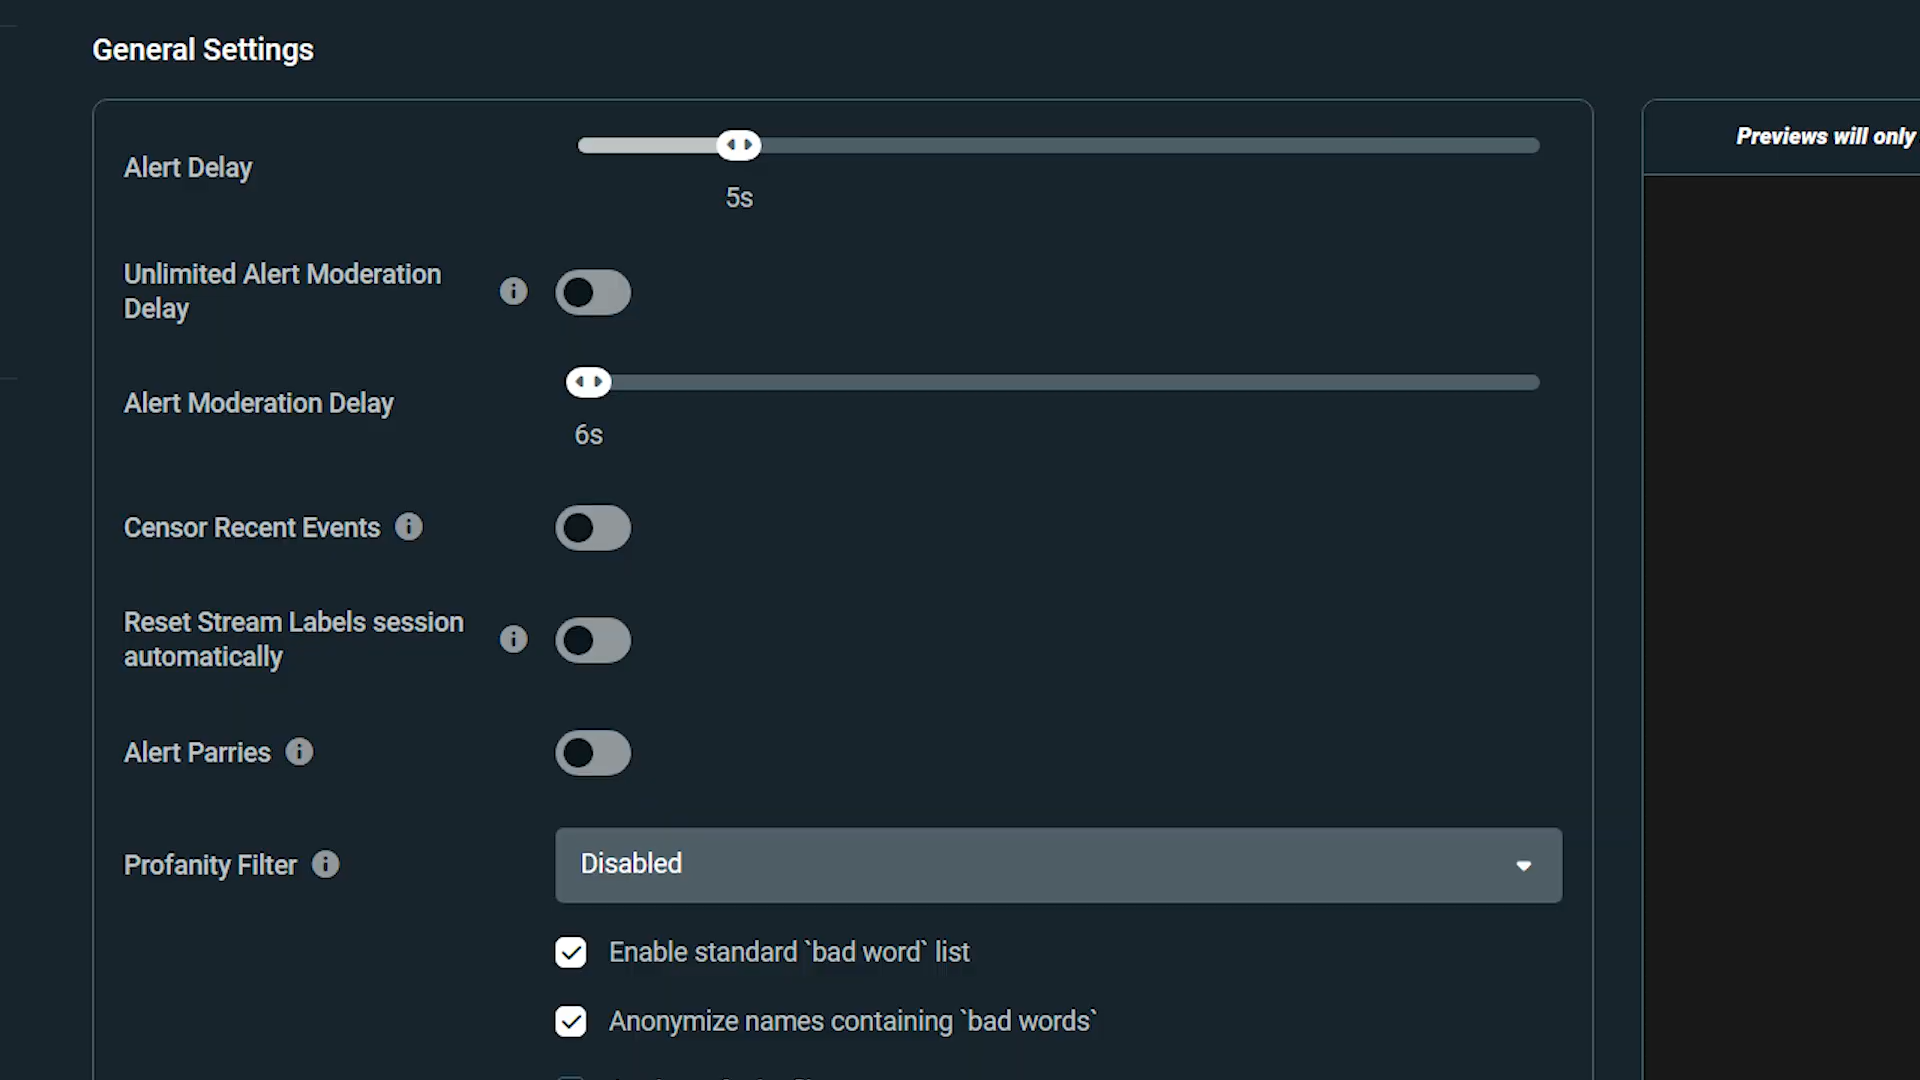 General Settings
Previews will only
Alert Delay
5s
Unlimited Alert Moderation
Delay
Alert Moderation Delay
6s
Censor Recent Events
Reset Stream Labels session
automatically
Alert Parries
Profanity Filter
Disabled
Enable standard `bad word` list
Anonymize names containing `bad words`